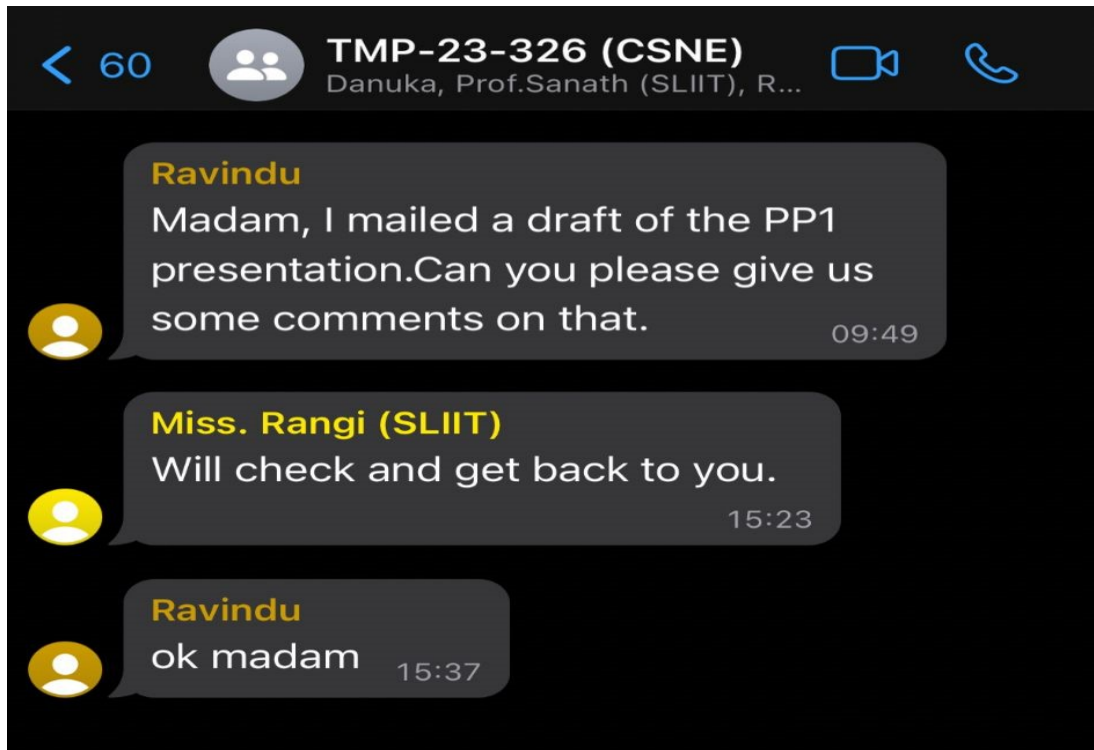 60
TMP-23-326 (CSNE)
Danuka, Prof.Sanath (SLIIT), R...
Ravindu
Madam, I mailed a draft of the PP1
presentation.Can you please give us
some comments on that.
09:49
Miss. Rangi (SLIIT)
Will check and get back to you.
15:23
Ravindu
ok madam 15:37